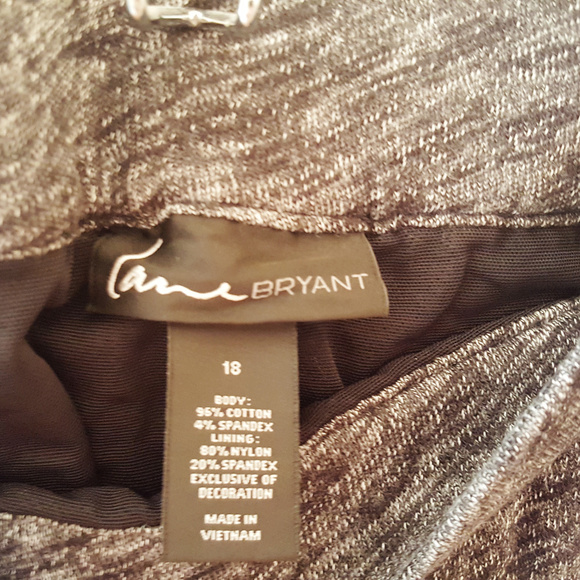 Lane BRYANT
18
BODY:
96% COTTON
4% SPANDEX
LINING:
80% NYLON
20% SPANDEX
EXCLUSIVE OF
DECORATION
MADE IN
VIETNAM